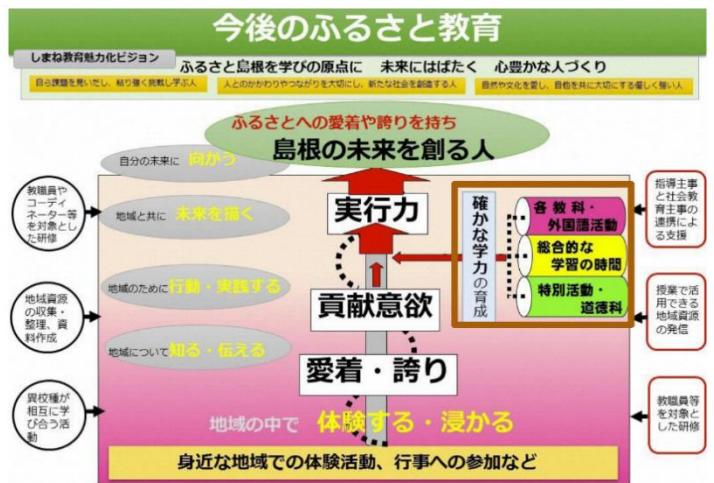 今後のふるさと教育
しまね教育魅力化ビジョン
ふるさと島根を学びの原点に　未来にはばたく　心豊かな人づくり
自ら課題を見いだし、粘り強く挑戦し学ぶ人
人とのかかわりやつながりを大切にし、新たな社会を創造する人
自然や文化を愛し、自他を共に大切にする優しく強い人
ふるさとへの愛着や誇りを持ち
島根の未来を創る人
自分の未来に 向かう
地域と共に 未来を描く
地域のために行動・実践する
地域について知る・伝える
教職員や
コーディ
ネーター等
を対象とし
た研修
地域資源
の収集・
整理、資
料作成
異校種が
相互に学
び合う活
動
実行力
貢献意欲
愛着・誇り
地域の中で 体験する・浸かる
身近な地域での体験活動、行事への参加など
確かな学力の育成
各教科・
外国語活動
総合的な
学習の時間
特別活動・
道徳科
指導主事
と社会教
育主事の
連携によ
る支援
授業で活
用できる
地域資源
の発信
教職員等
を対象と
した研修